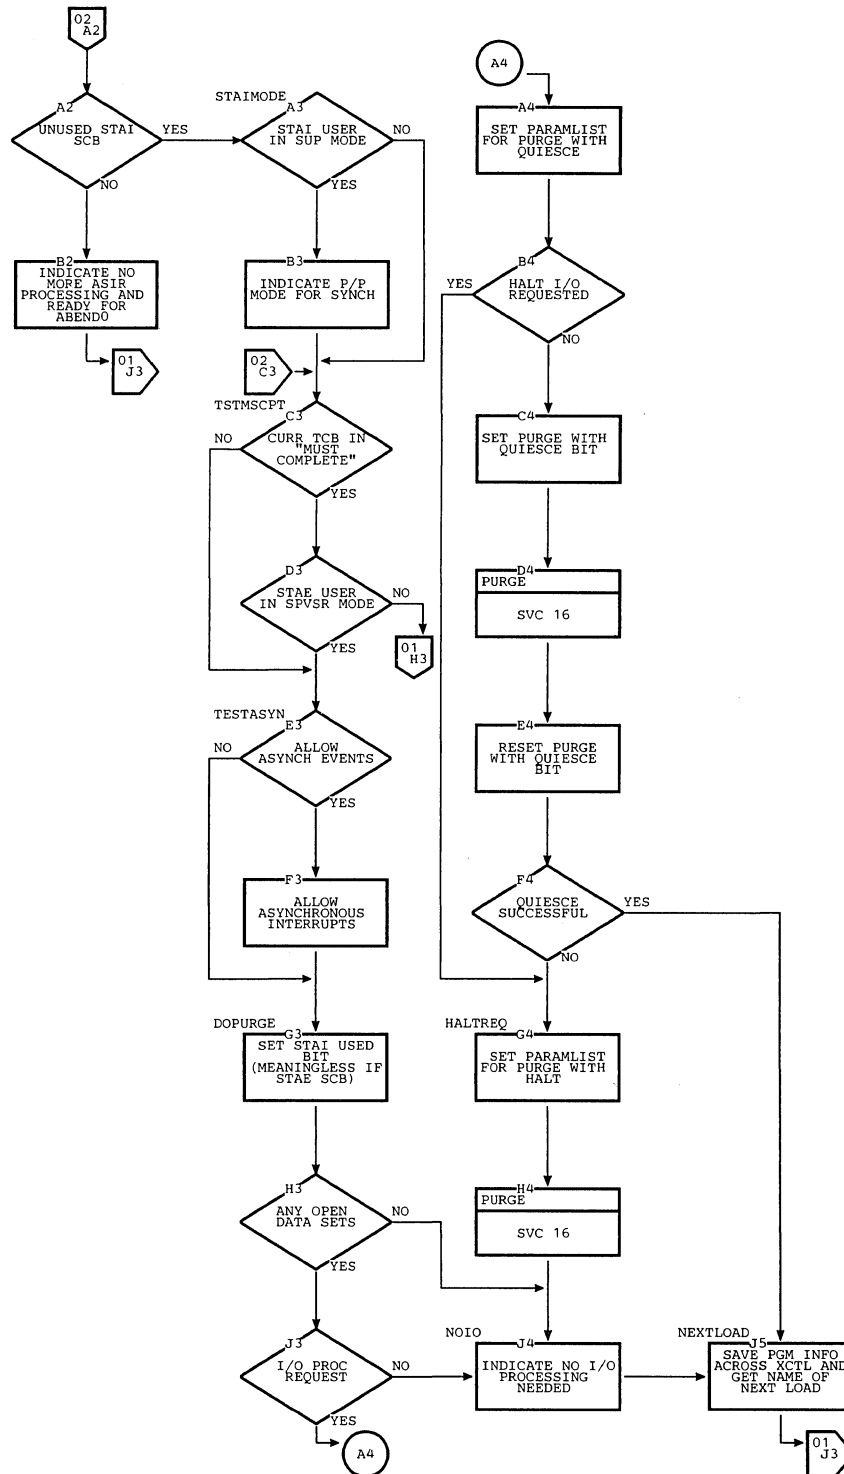 02
A2
A2
UNUSED STAI
SCB
YES
NO
B2
INDICATE NO
MORE ASIR
PROCESSING AND
READY FOR
ABEND0
01
J3
STAIMODE
A3
STAI USER
IN SUP MODE
NO
YES
B3
INDICATE P/P
MODE FOR SYNCH
02
C3
TSTMSCPT
C3
CURR TCB IN
"MUST
COMPLETE"
NO
YES
D3
STAE USER
IN SPVSR MODE
NO
YES
01
H3
TESTASYN
E3
ALLOW
ASYNCH EVENTS
NO
YES
F3
ALLOW
ASYNCHRONOUS
INTERRUPTS
DOPURGE
G3
SET STAI USED
BIT
(MEANINGLESS IF
STAE SCB)
H3
ANY OPEN
DATA SETS
NO
YES
J3
I/O PROC
REQUEST
NO
YES
A4
A4
A4
SET PARAMLIST
FOR PURGE WITH
QUIESCE
B4
HALT I/O
REQUESTED
YES
NO
C4
SET PURGE WITH
QUIESCE BIT
D4
PURGE
SVC 16
E4
RESET PURGE
WITH QUIESCE
BIT
F4
QUIESCE
SUCCESSFUL
YES
NO
HALTREQ
G4
SET PARAMLIST
FOR PURGE WITH
HALT
H4
PURGE
SVC 16
NOIO
J4
INDICATE NO I/O
PROCESSING
NEEDED
NEXTLOAD
J5
SAVE PGM INFO
ACROSS XCTL AND
GET NAME OF
NEXT LOAD
01
J3